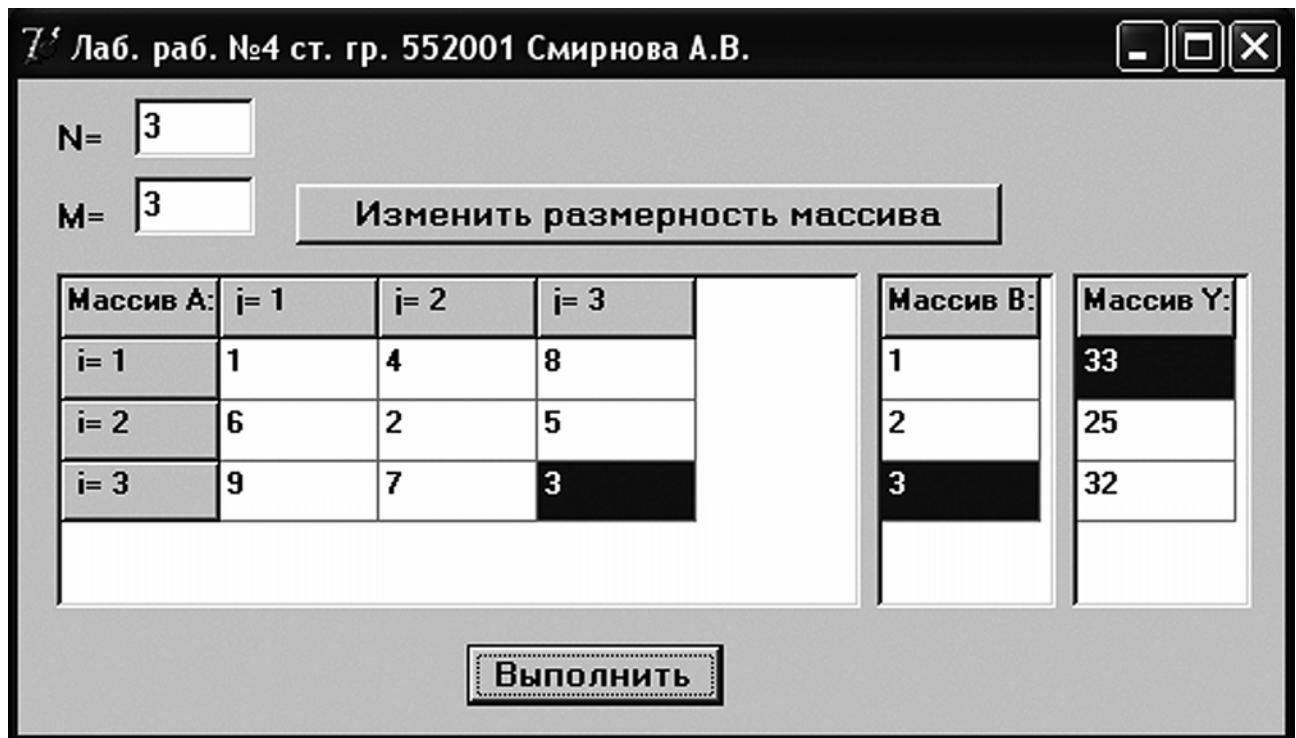 Лаб. раб. №4 ст. гр. 552001 Смирнова А.В.
N= 3
M= 3 Изменить размерность массива
Массив A: j= 1 j= 2 j= 3 Массив B: Массив Y:
i= 1 1 4 8 1 33
i= 2 6 2 5 2 25
i= 3 9 7 3 3 32
Выполнить